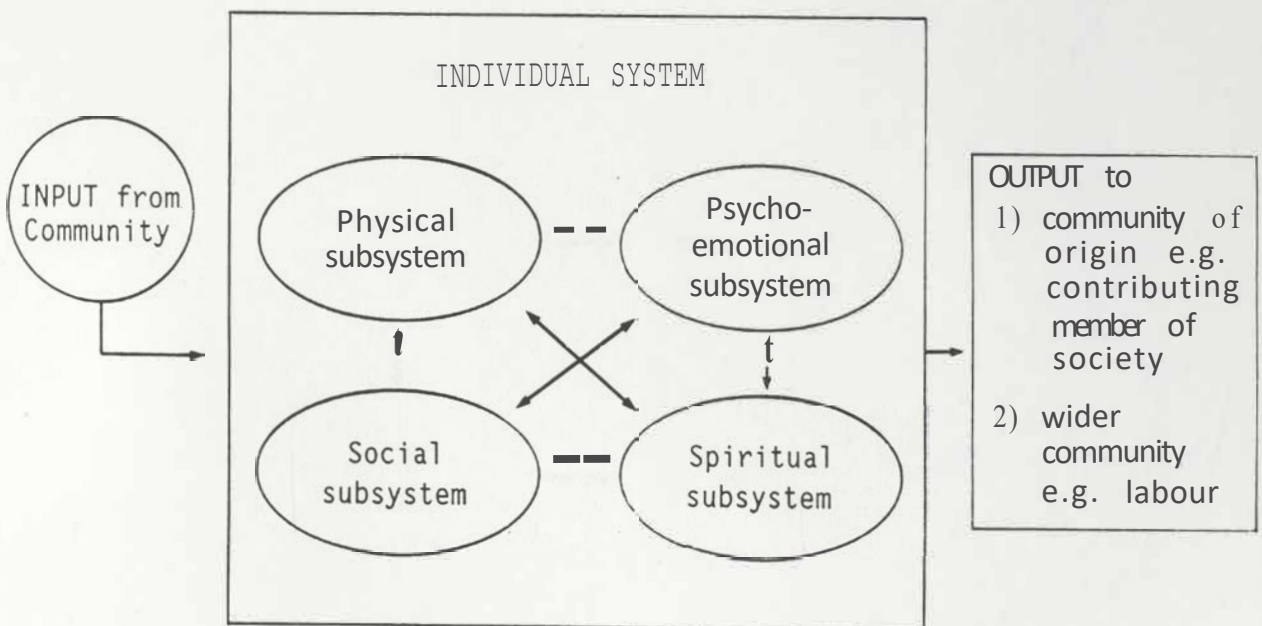 INDIVIDUAL SYSTEM
INPUT from
Community
Physical
subsystem
Psycho-
emotional
subsystem
Social
subsystem
Spiritual
subsystem
OUTPUT to
1) community of
origin e.g.
contributing
member of
society
2) wider
community
e.g. labour